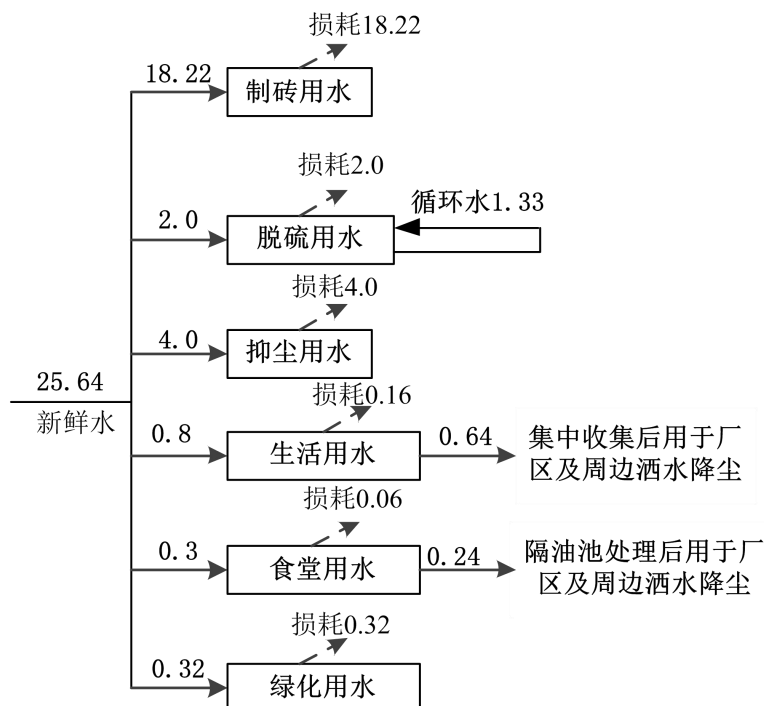 损耗18.22
18.22
制砖用水
损耗2.0
循环水1.33
2.0
脱硫用水
损耗4.0
4.0
抑尘用水
25.64
新鲜水
损耗0.16
0.8
生活用水
0.64
集中收集后用于厂
区及周边洒水降尘
损耗0.06
0.3
食堂用水
0.24
隔油池处理后用于厂
区及周边洒水降尘
损耗0.32
0.32
绿化用水